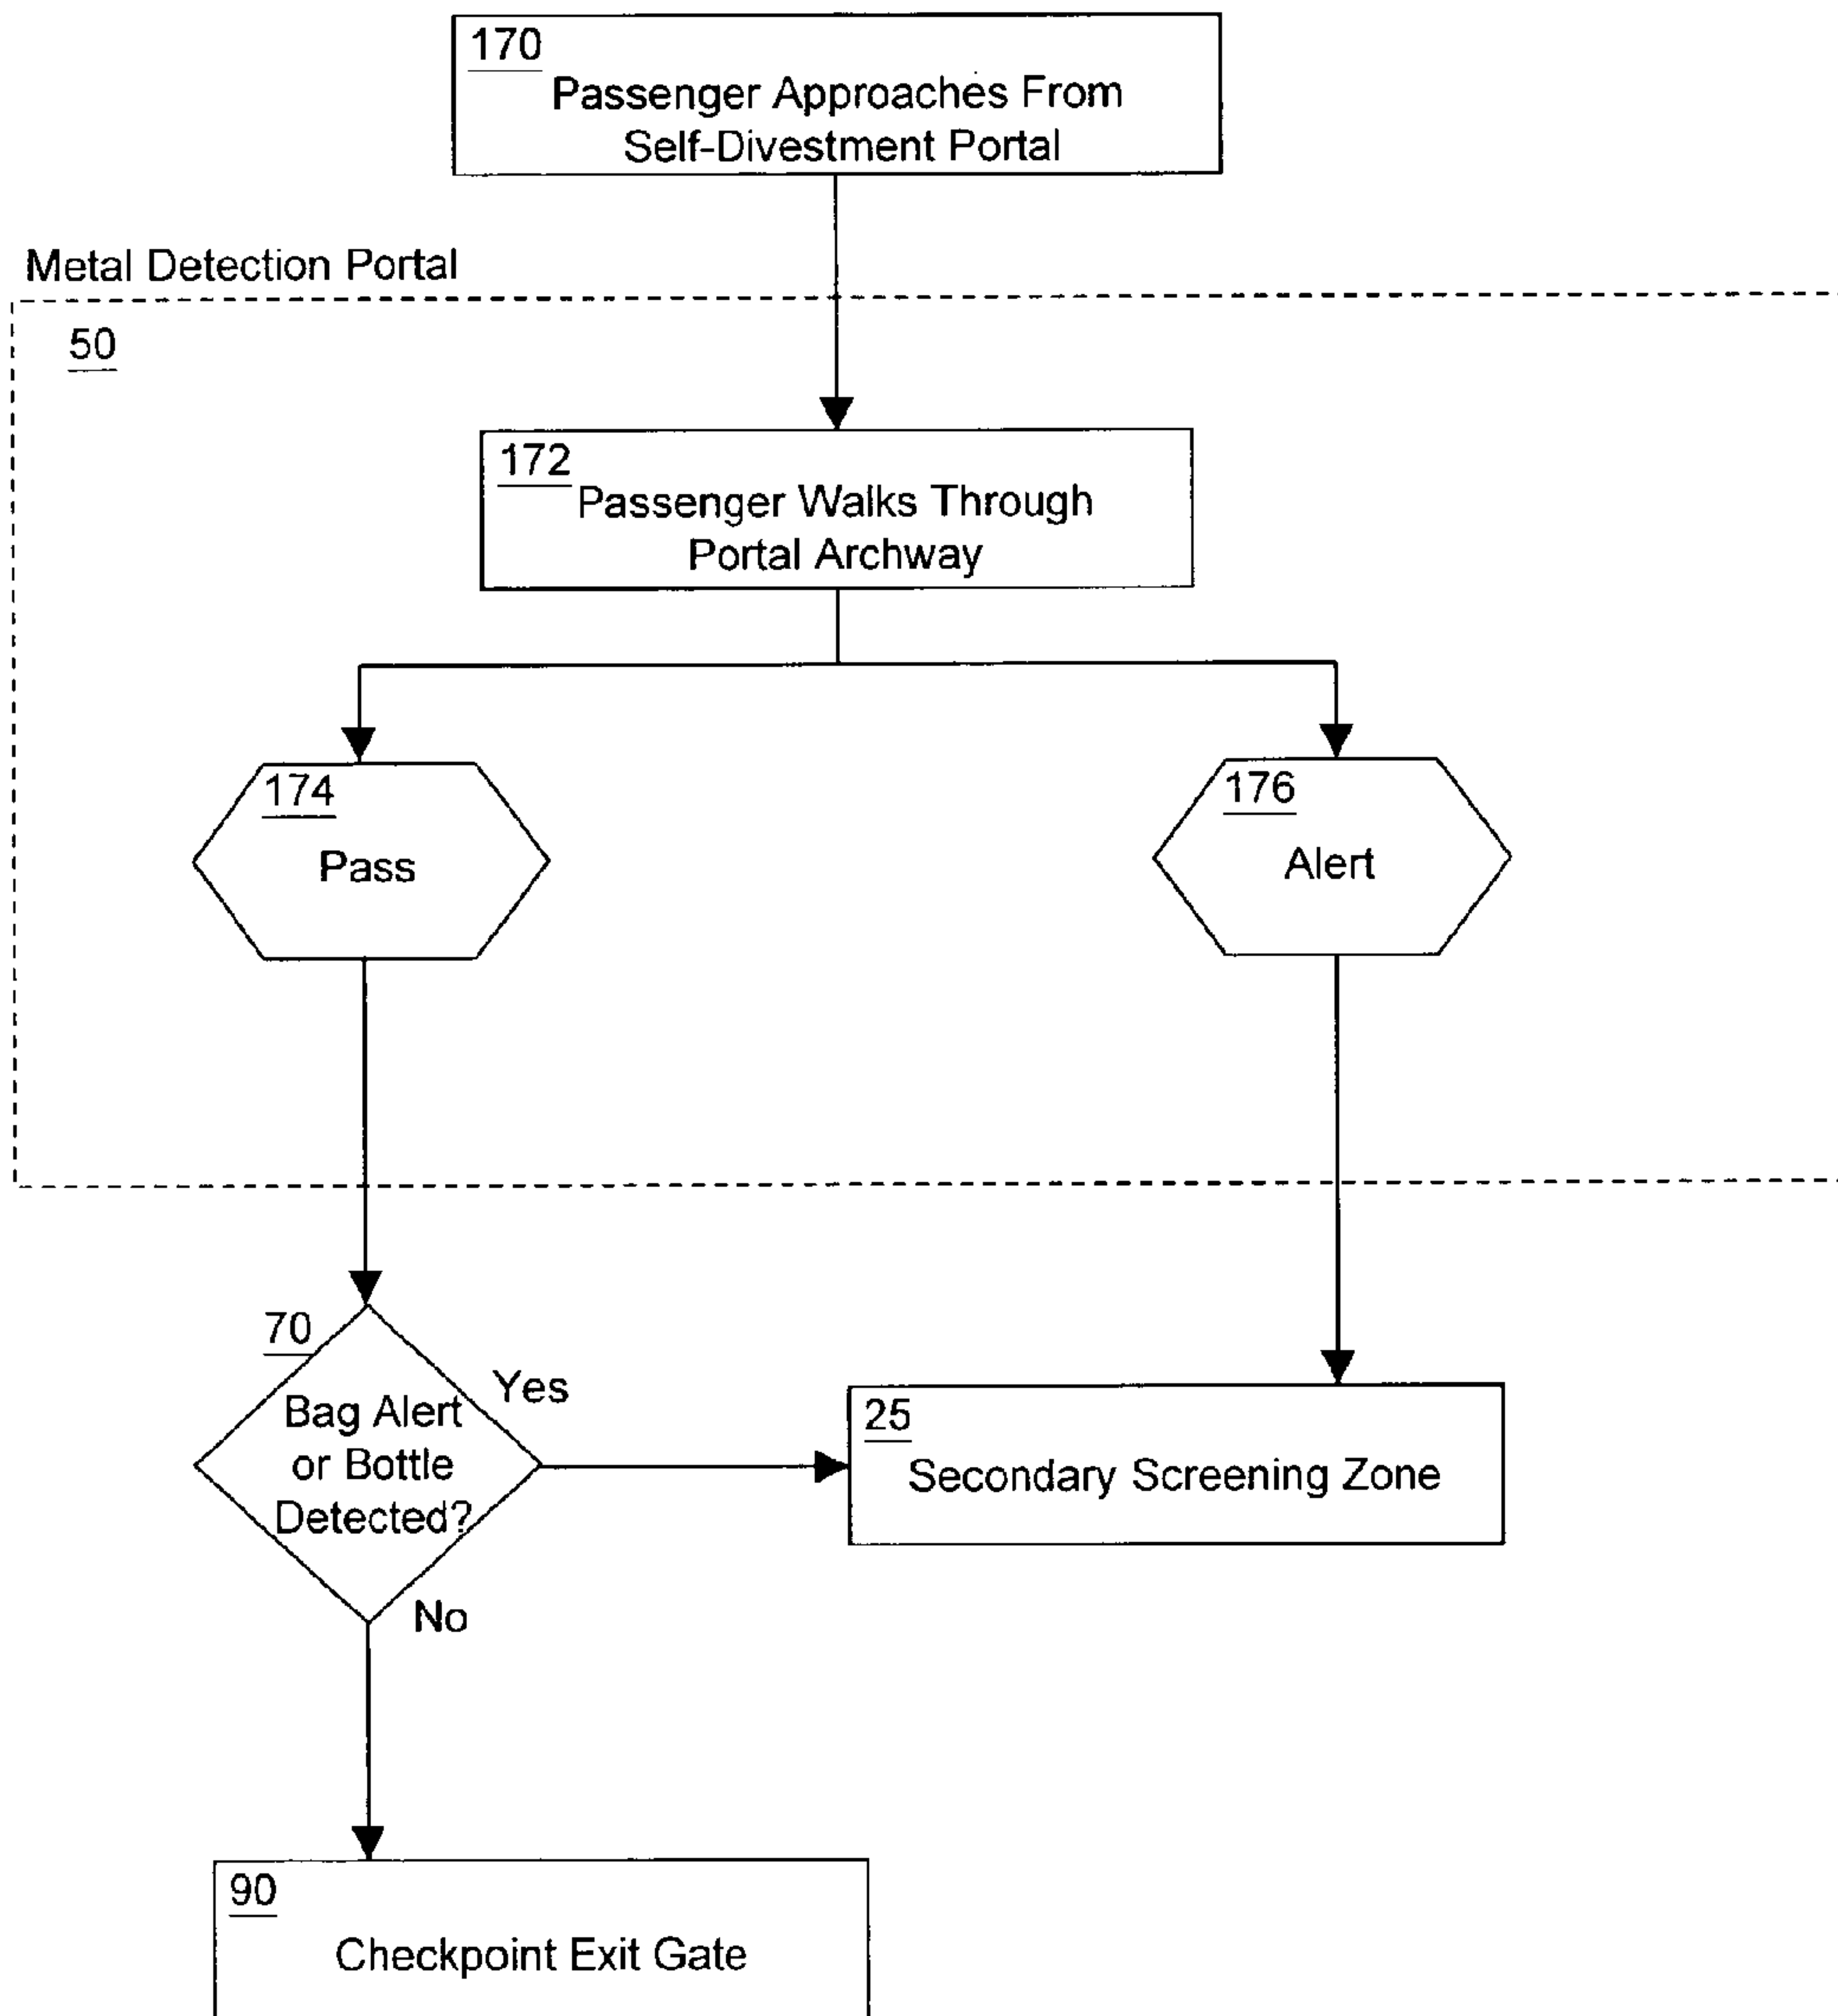 170
Passenger Approaches From
Self-Divestment Portal
Metal Detection Portal
50
172
Passenger Walks Through
Portal Archway
174
Pass
176
Alert
70
Bag Alert
or Bottle
Detected?
Yes
No
25
Secondary Screening Zone
90
Checkpoint Exit Gate